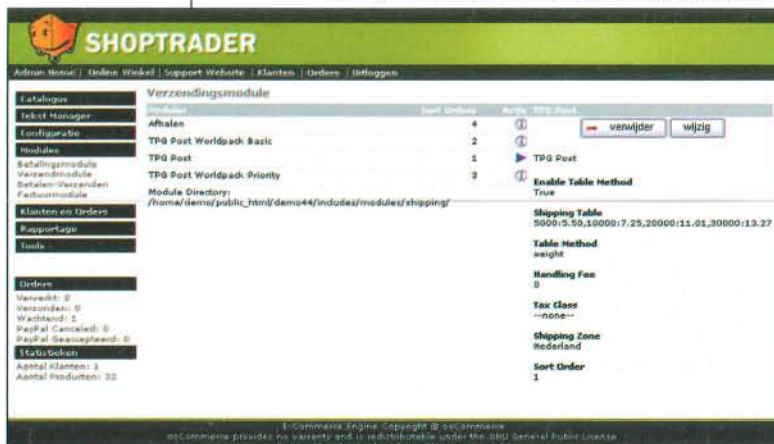 SHOPTRADER
Admin Home | Online Winkel | Support Website | Klanten | Orders | Uitloggen
Catalogus
Tekst Manager
Configuratie
Modules
Betalingsmodule
Verzendmodule
Betalen-Verzenden
Factuurmodule
Klanten en Orders
Rapportage
Tools
Orders
Verwerkt: 0
Verzonden: 0
Wachtend: 1
PayPal Canceled: 0
PayPal Geaccepteerd: 0
Statistieken
Aantal Klanten: 3
Aantal Producten: 32
Verzendingsmodule
Modules Sort Orders Actie
Afhalen 4
TPG Post Worldpack Basic 2
TPG Post 1
TPG Post Worldpack Priority 3
Module Directory:
/home/demo/public_html/demo44/includes/modules/shipping/
TPG Post
verwijder wijzig
TPG Post
Enable Table Method
True
Shipping Table
5000:5.50,10000:7.25,20000:11.01,30000:13.27
Table Method
weight
Handling Fee
0
Tax Class
--none--
Shipping Zone
Nederland
Sort Order
1
E-Commerce Engine Copyright © osCommerce
osCommerce provides no warranty and is redistributable under the GNU General Public License